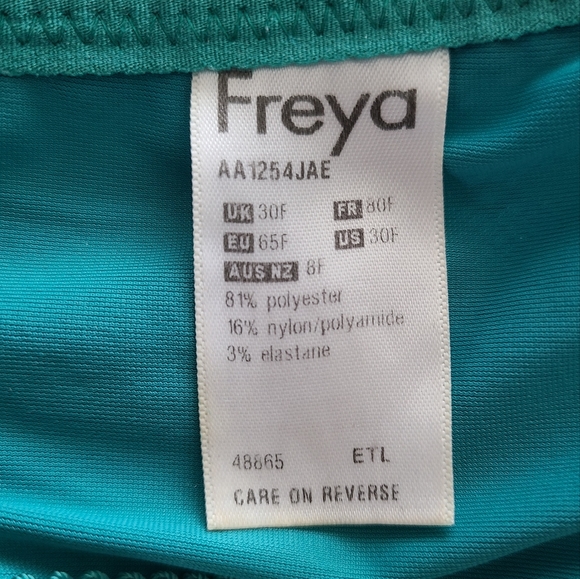 Freya
AA1254JAE
UK 30F FR 80F
EU 65F US 30F
AUS NZ 8F
81% polyester
16% nylon/polyamide
3% elastane
48865 ETL
CARE ON REVERSE